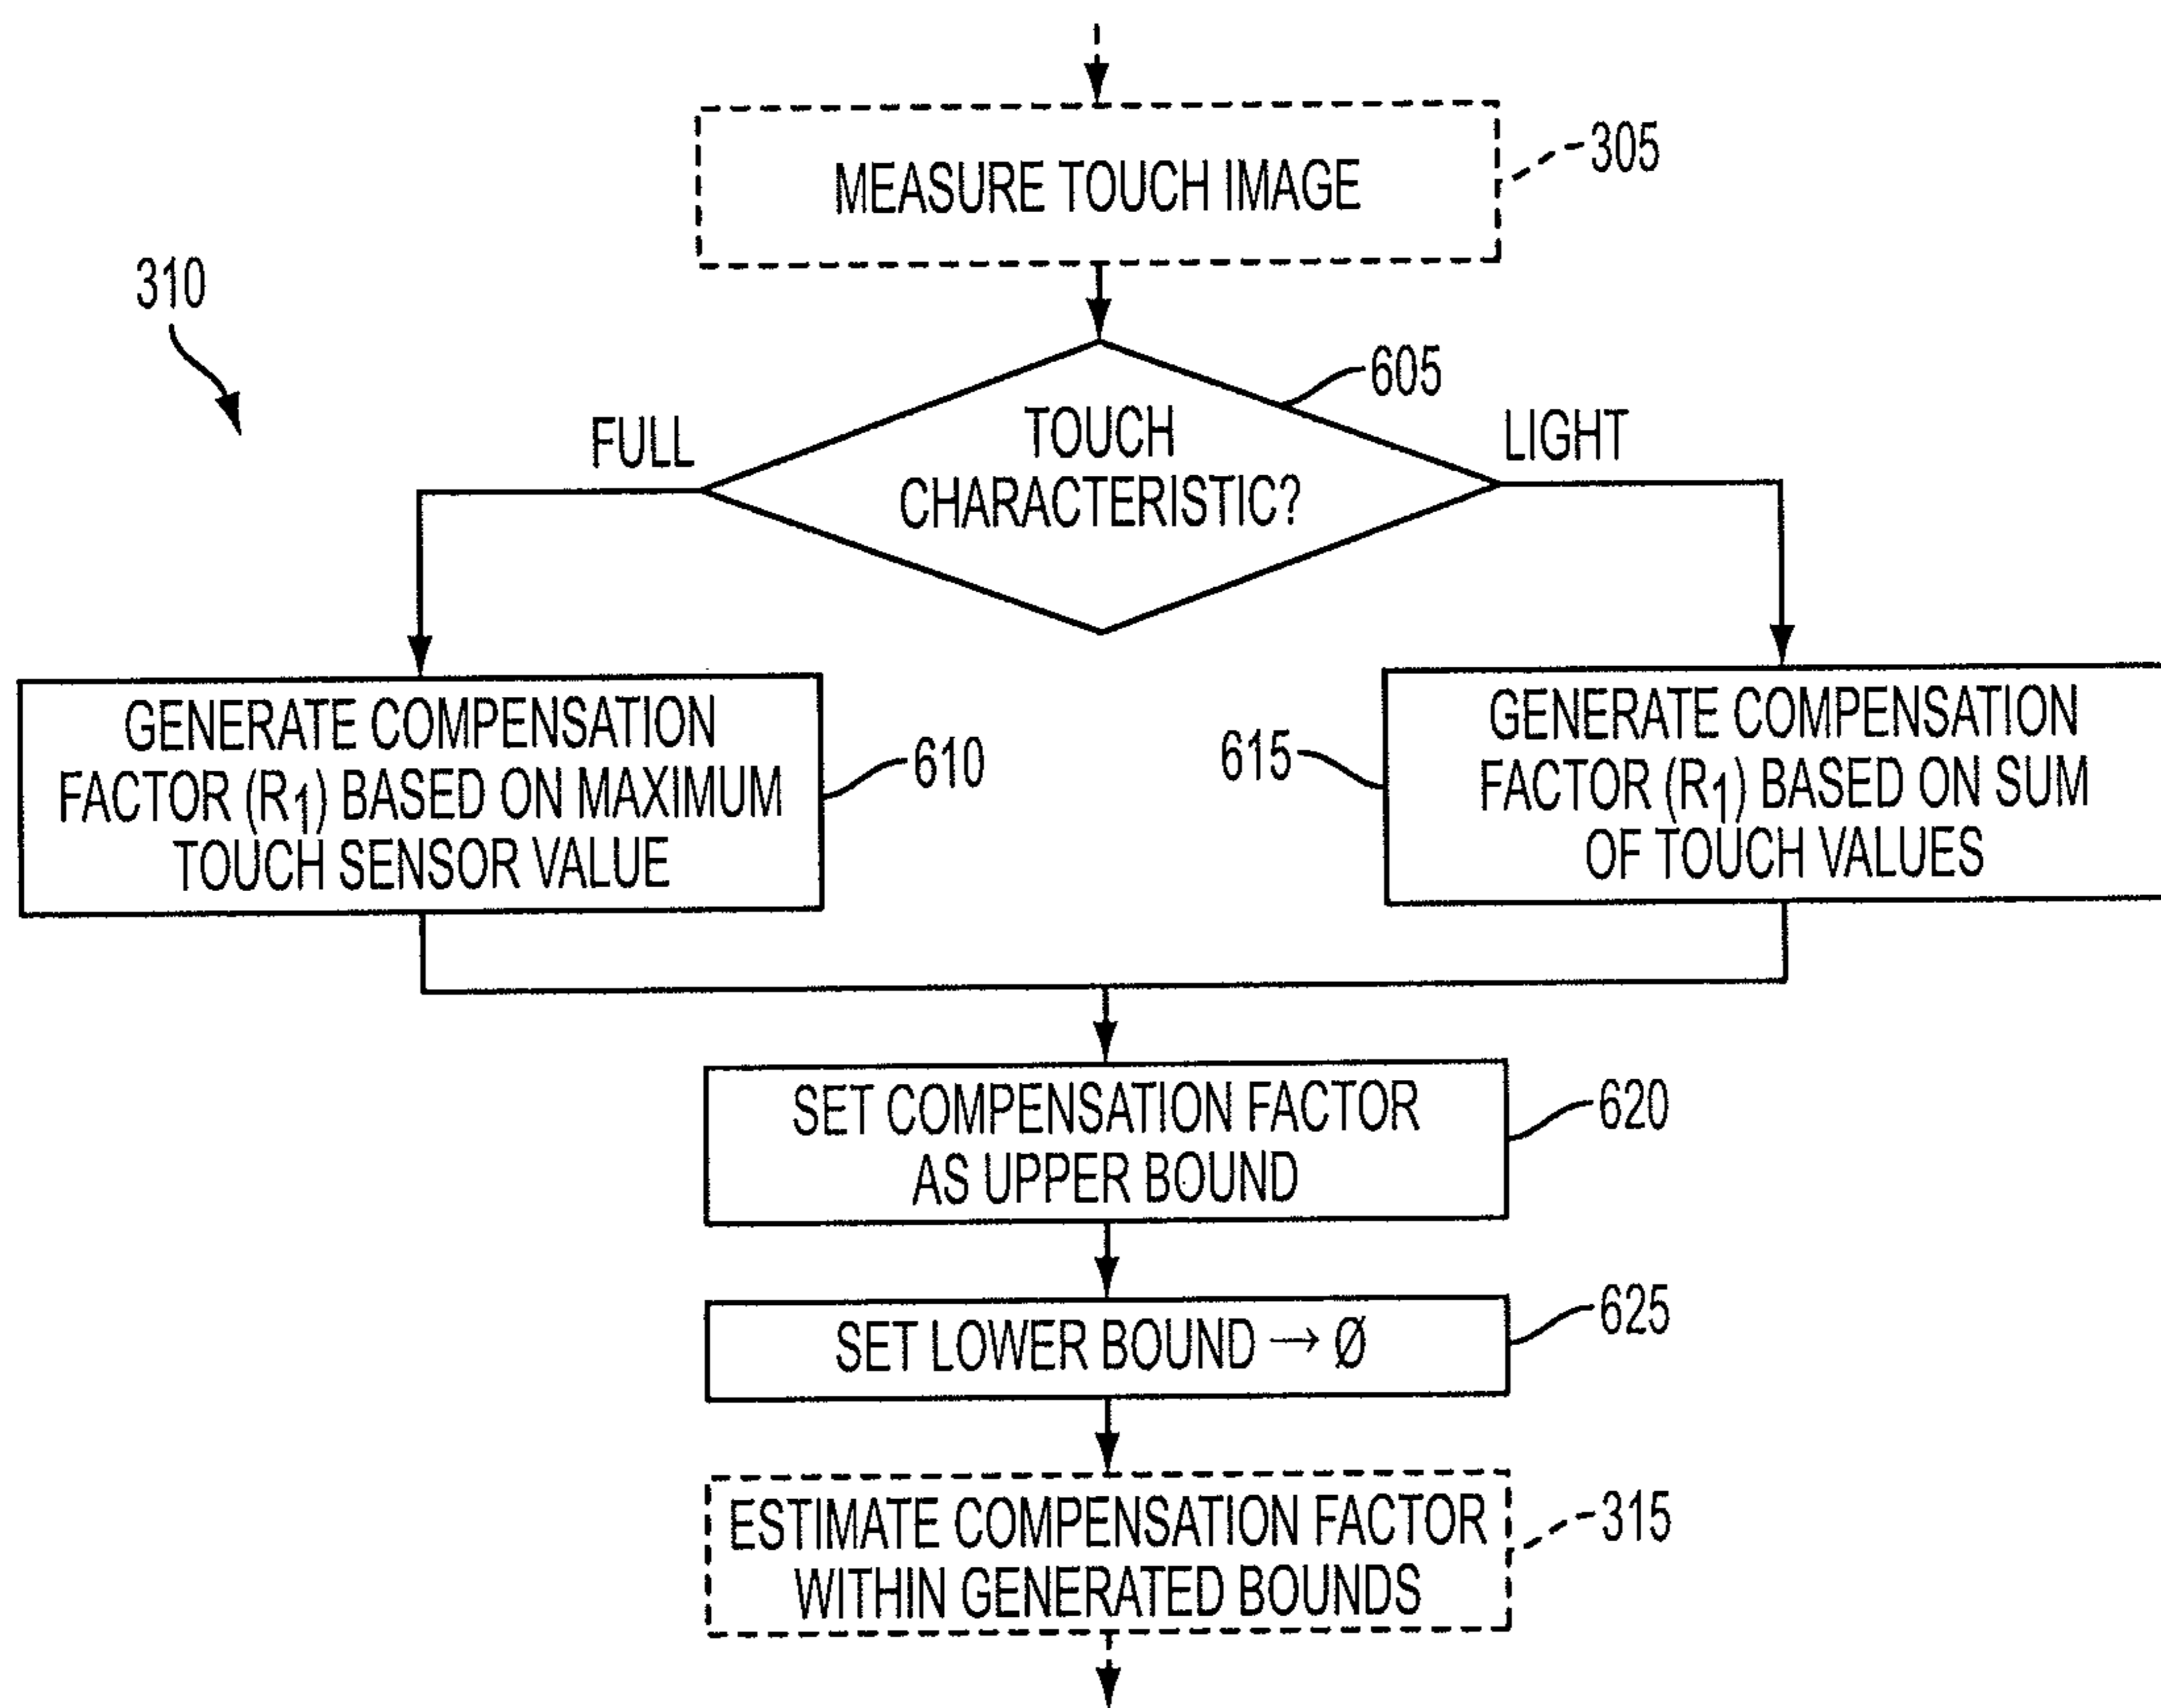 MEASURE TOUCH IMAGE
305
310
605
TOUCH
CHARACTERISTIC?
FULL
LIGHT
GENERATE COMPENSATION
FACTOR (R1) BASED ON MAXIMUM
TOUCH SENSOR VALUE
610
615
GENERATE COMPENSATION
FACTOR (R1) BASED ON SUM
OF TOUCH VALUES
SET COMPENSATION FACTOR
AS UPPER BOUND
620
SET LOWER BOUND → Ø
625
ESTIMATE COMPENSATION FACTOR
WITHIN GENERATED BOUNDS
315